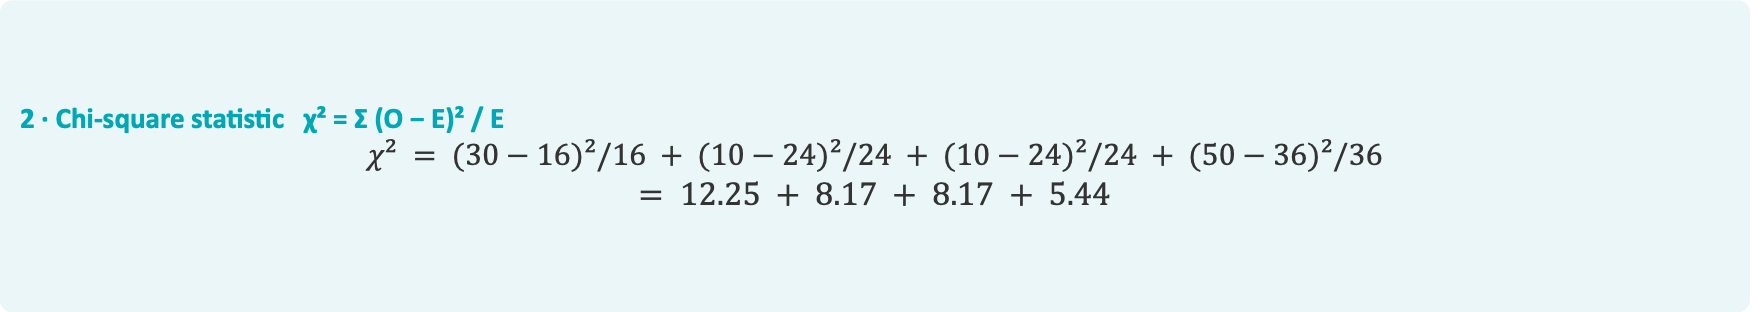 2 · Chi-square statistic χ² = Σ (O – E)² / E
χ² = (30 − 16)²/16 + (10 − 24)²/24 + (10 − 24)²/24 + (50 − 36)²/36
= 12.25 + 8.17 + 8.17 + 5.44